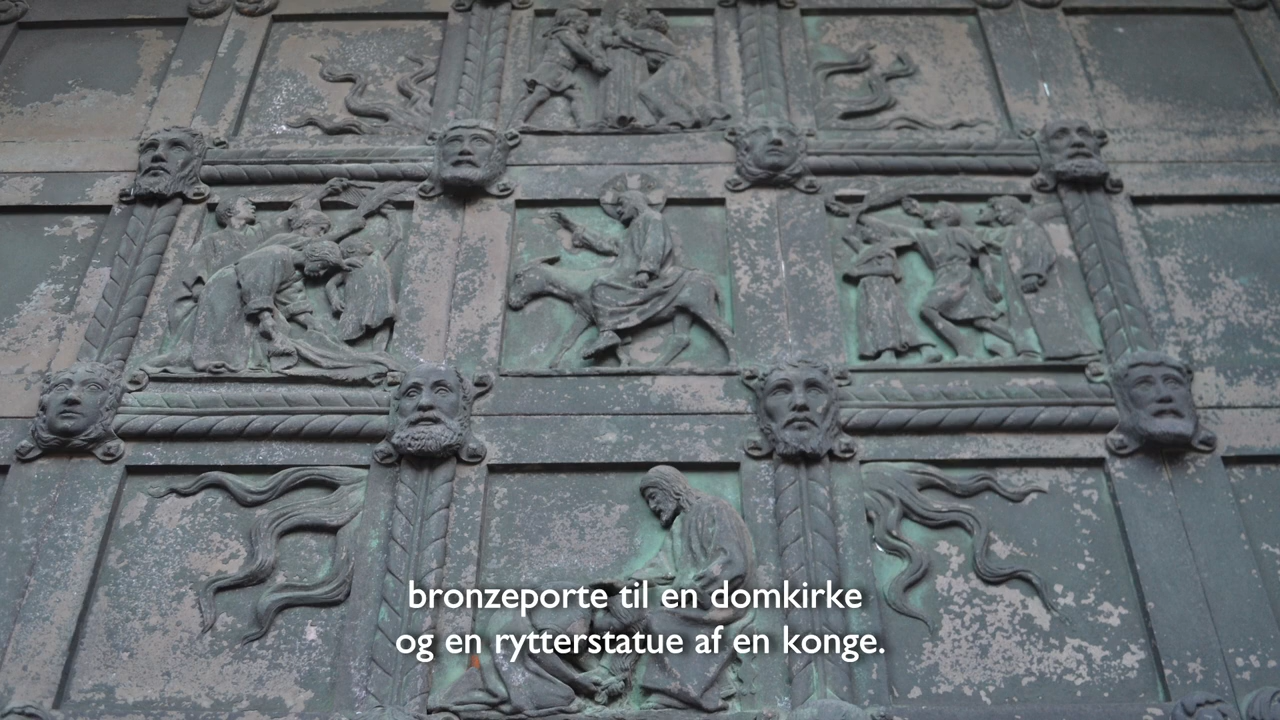 bronzeporte til en domkirke
og en rytterstatue af en konge.